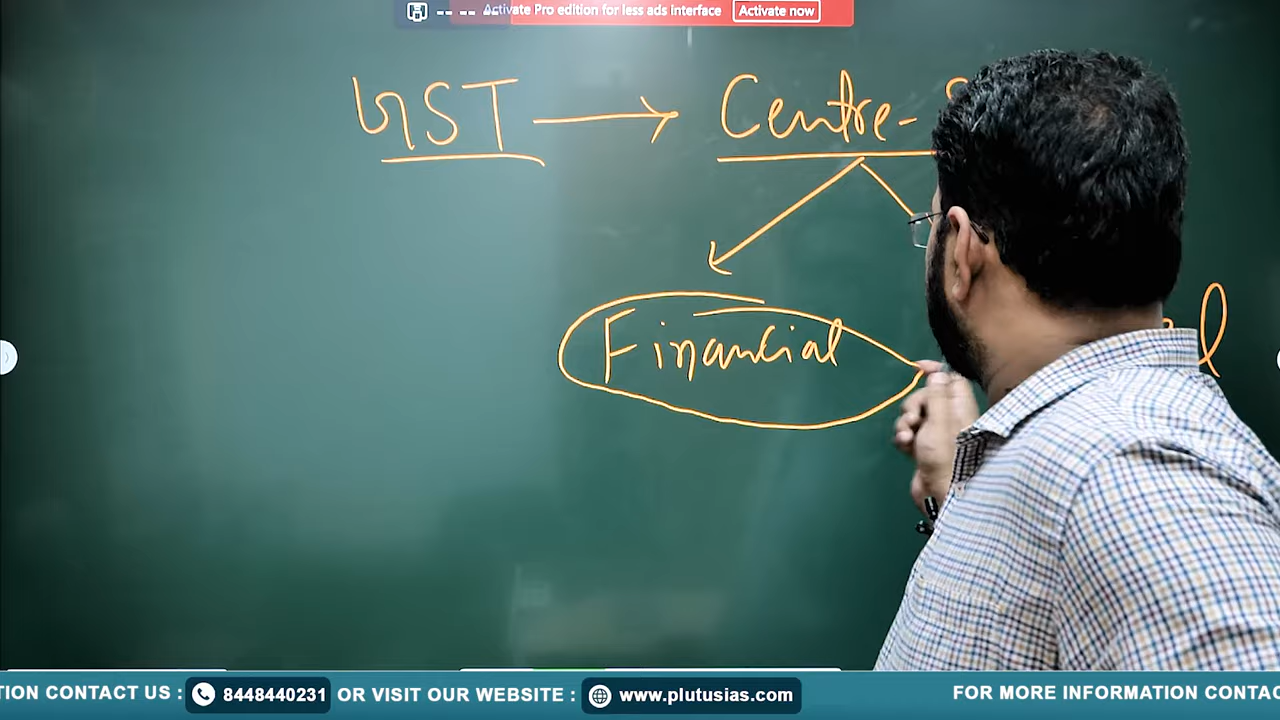 Activate Pro edition for less ads interface Activate now
GST → Centre-
Financial
TION CONTACT US : 8448440231 OR VISIT OUR WEBSITE : www.plutusias.com FOR MORE INFORMATION CONTAC